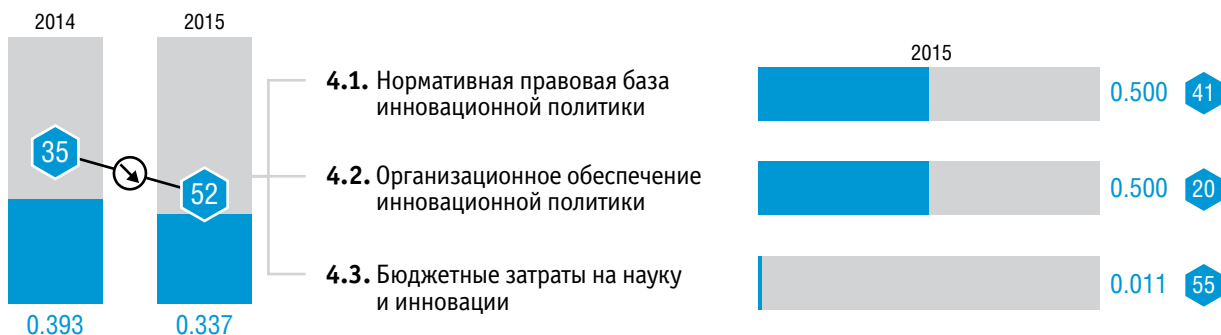 2014
2015
35
52
0.393
0.337
4.1. Нормативная правовая база
инновационной политики
4.2. Организационное обеспечение
инновационной политики
4.3. Бюджетные затраты на науку
и инновации
2015
0.500 41
0.500 20
0.011 55